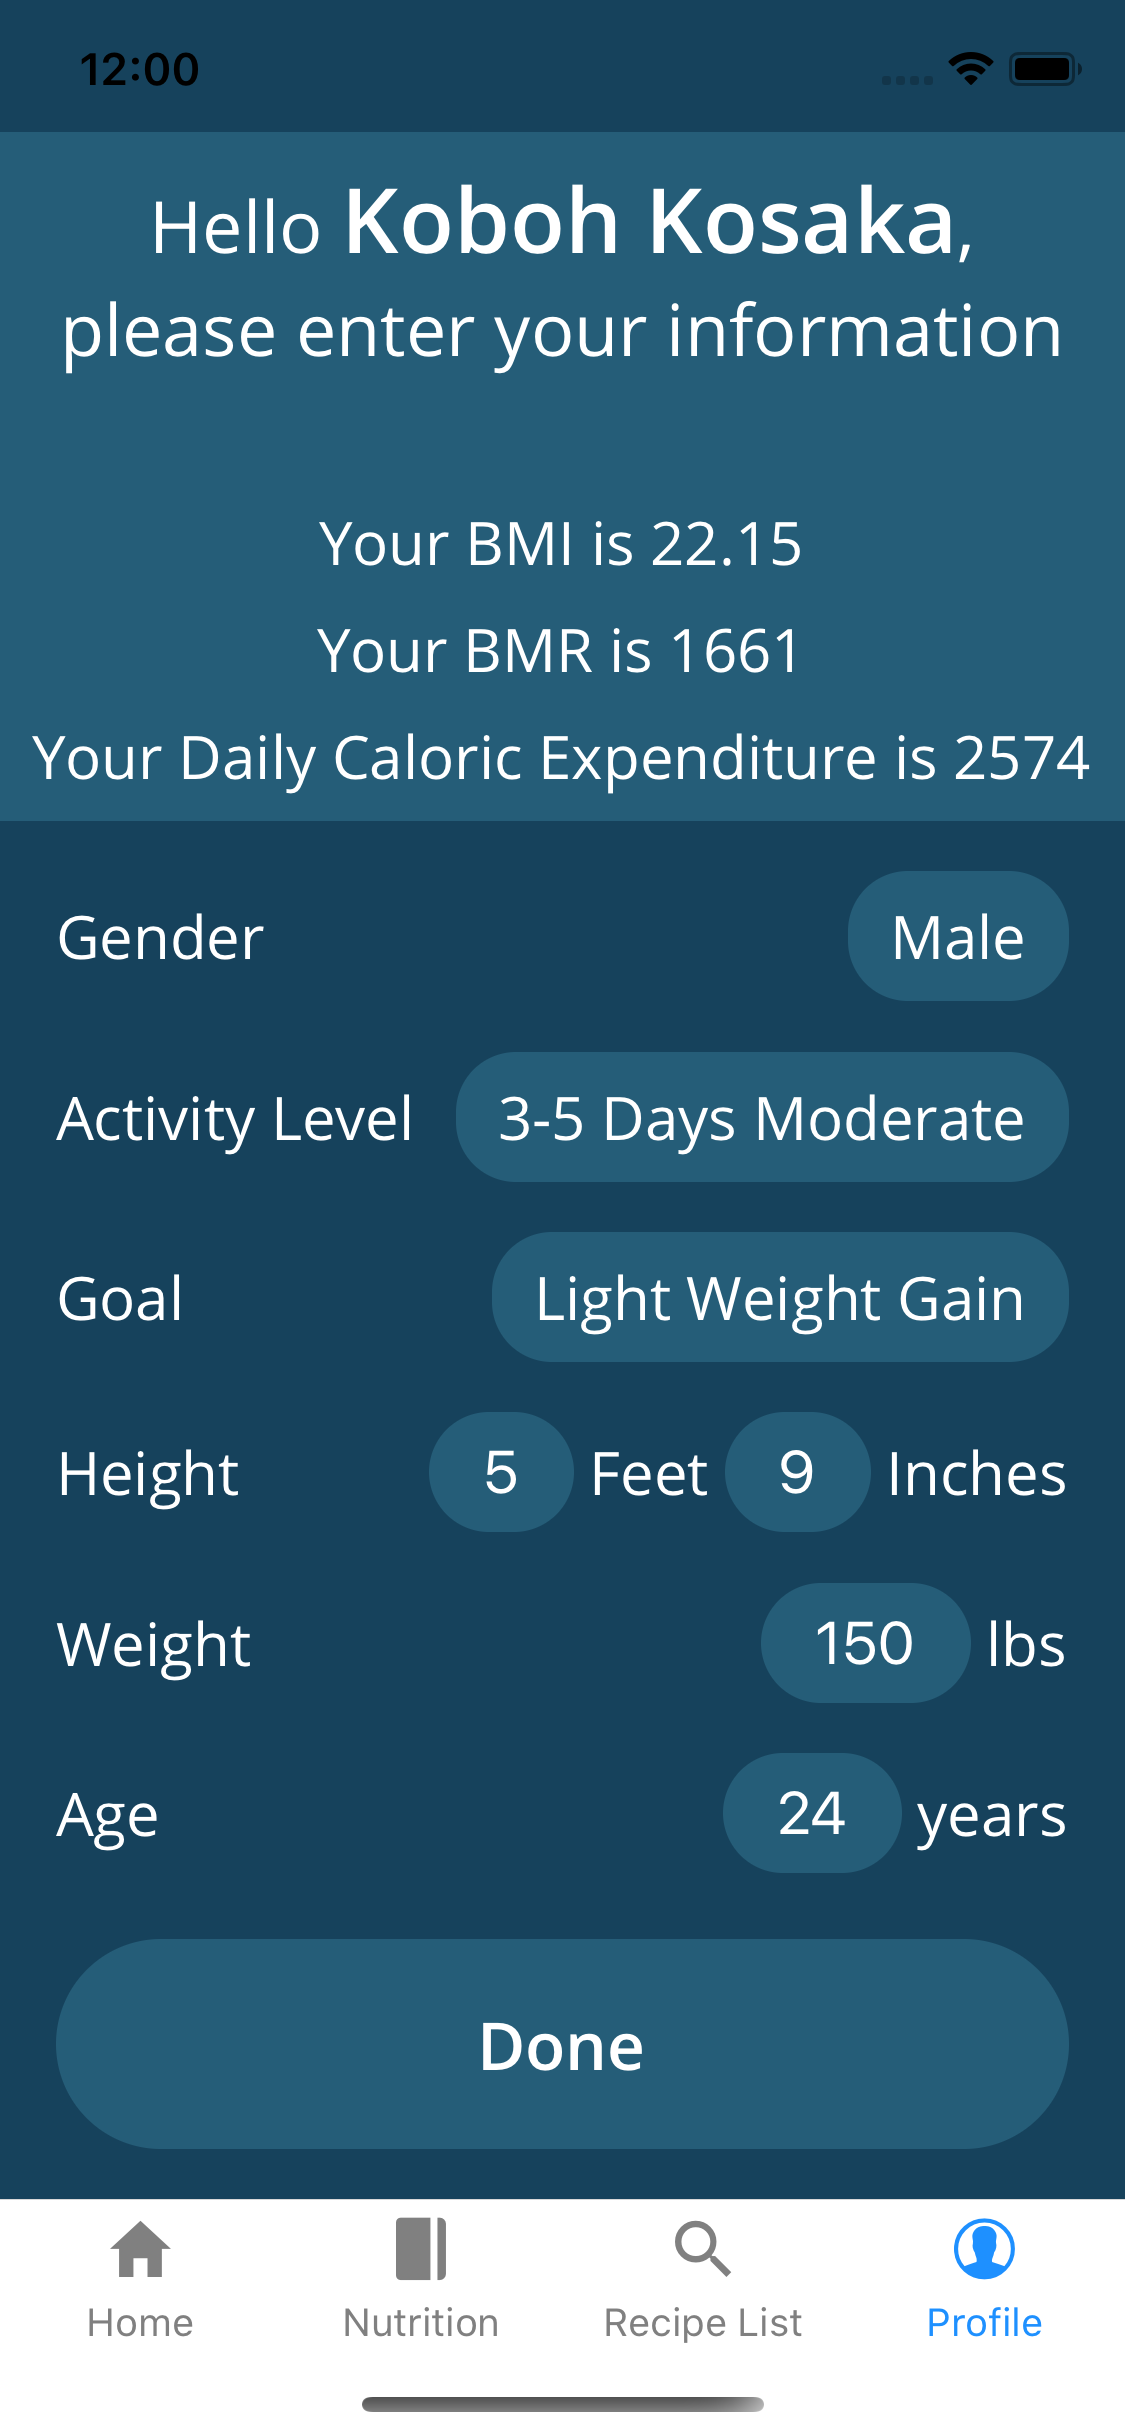 12:00
Hello Koboh Kosaka,
please enter your information
Your BMI is 22.15
Your BMR is 1661
Your Daily Caloric Expenditure is 2574
Gender Male
Activity Level 3-5 Days Moderate
Goal Light Weight Gain
Height 5 Feet 9 Inches
Weight 150 lbs
Age 24 years
Done
Home Nutrition Recipe List Profile